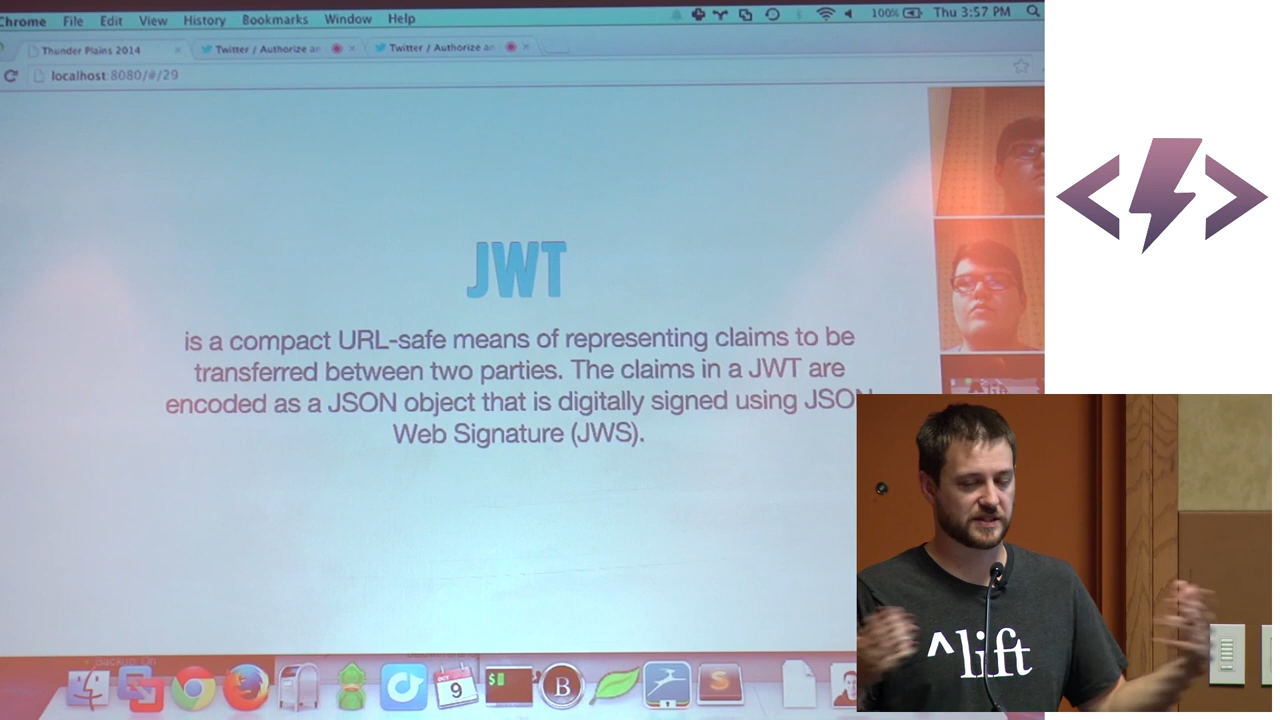 Chrome File Edit View History Bookmarks Window Help 100% Thu 3:57 PM
Thunder Plains 2014 Twitter / Authorize an Twitter / Authorize an
localhost:8080/#/29
JWT
is a compact URL-safe means of representing claims to be
transferred between two parties. The claims in a JWT are
encoded as a JSON object that is digitally signed using JSON
Web Signature (JWS).
^lift
OCT
9
$
B
S